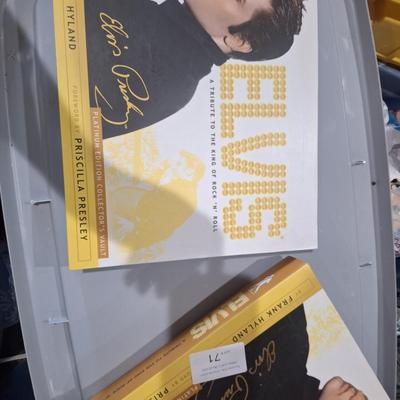 ELVIS
A TRIBUTE TO THE KING OF ROCK 'N' ROLL
Elvis Presley
PLATINUM EDITION COLLECTOR'S VAULT
HYLAND
FOREWORD BY PRISCILLA PRESLEY
ELVIS
BY FRANK HYLAND
71
Elvis